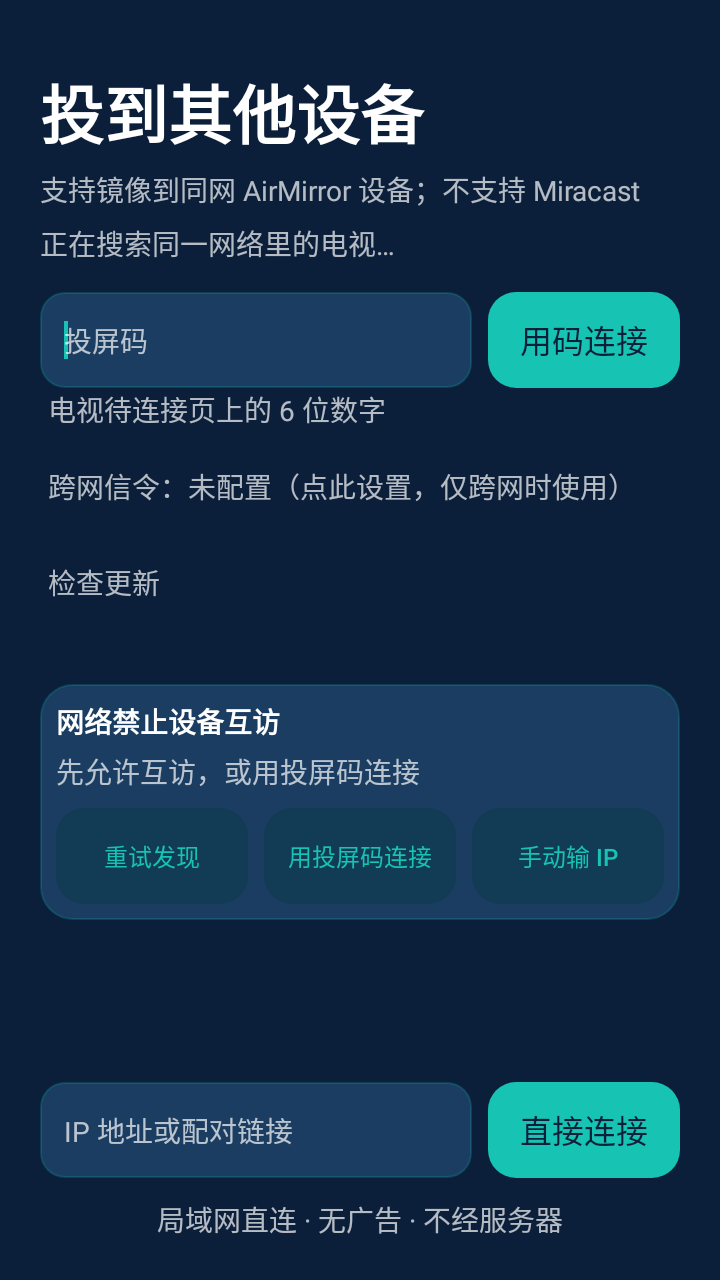 投到其他设备
支持镜像到同网 AirMirror 设备；不支持 Miracast
正在搜索同一网络里的电视…
投屏码
用码连接
电视待连接页上的 6 位数字
跨网信令：未配置（点此设置，仅跨网时使用）
检查更新
网络禁止设备互访
先允许互访，或用投屏码连接
重试发现
用投屏码连接
手动输 IP
IP 地址或配对链接
直接连接
局域网直连 · 无广告 · 不经服务器